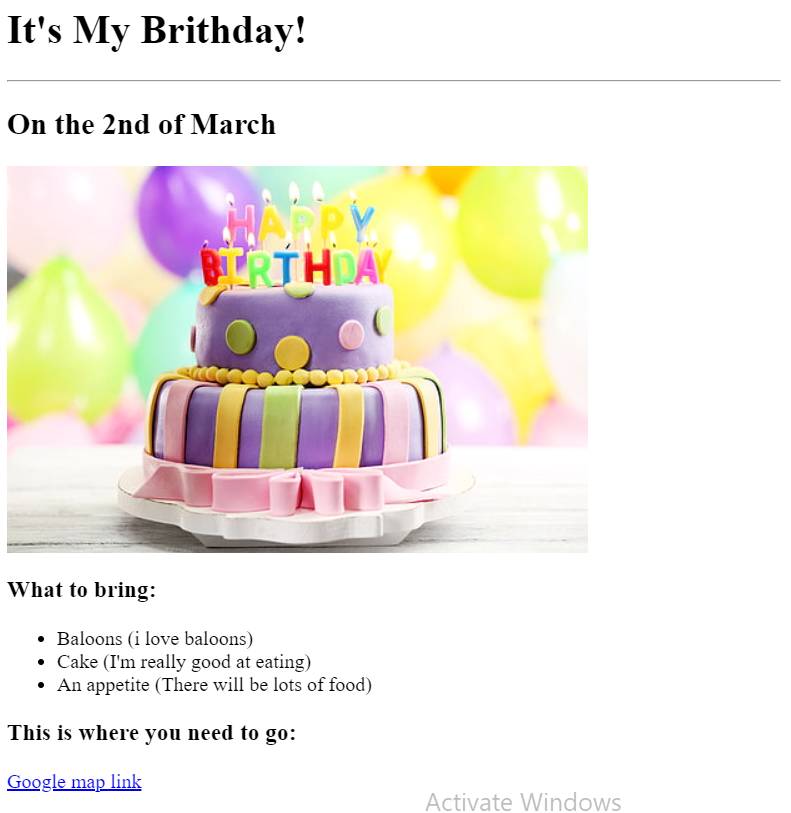 It's My Brithday!
On the 2nd of March
HAPPY
BIRTHDAY
What to bring:
Baloons (i love baloons)
Cake (I'm really good at eating)
An appetite (There will be lots of food)
This is where you need to go:
Google map link
Activate Windows